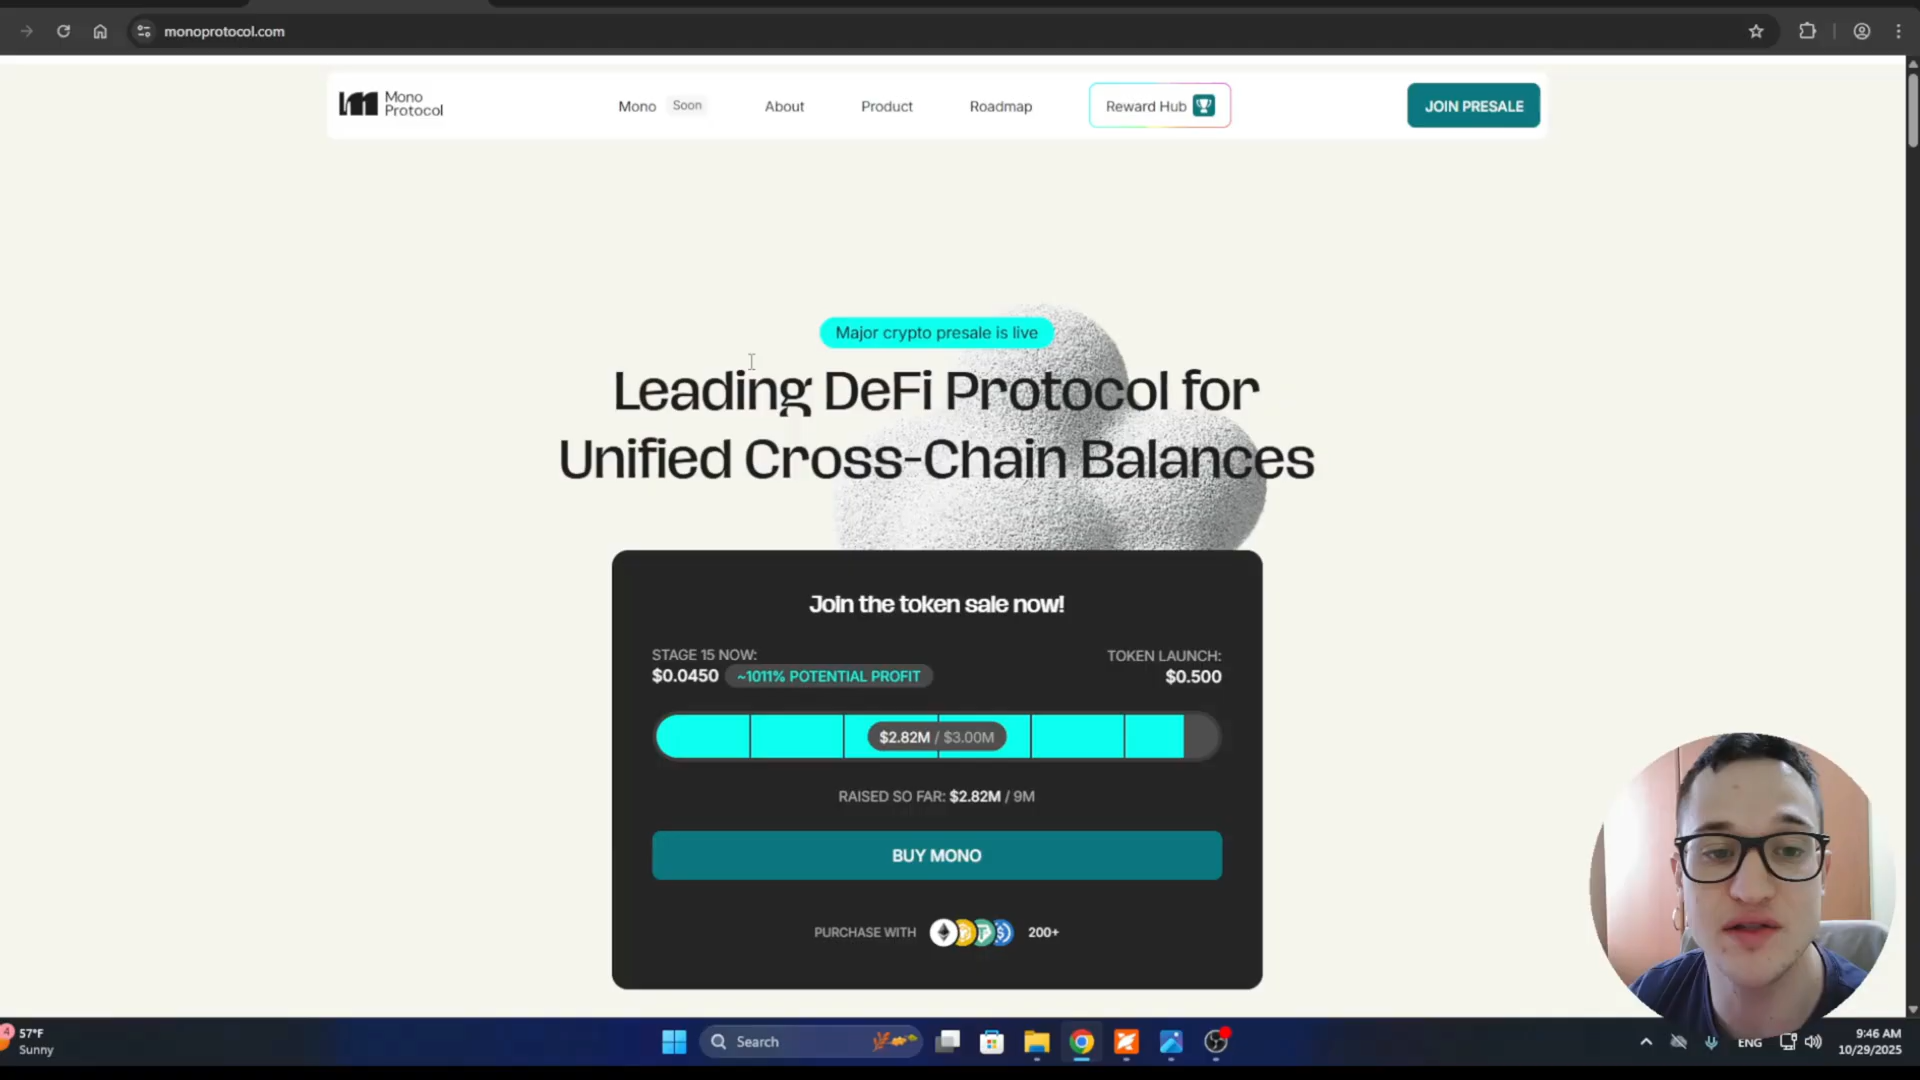 monoprotocol.com
Mono
Protocol
Mono Soon About Product Roadmap Reward Hub JOIN PRESALE
Major crypto presale is live
Leading DeFi Protocol for
Unified Cross-Chain Balances
Join the token sale now!
STAGE 15 NOW:
$0.0450 ~1011% POTENTIAL PROFIT
TOKEN LAUNCH:
$0.500
$2.82M / $3.00M
RAISED SO FAR: $2.82M / 9M
BUY MONO
PURCHASE WITH 200+
4
57°F
Sunny
Search
ENG
9:46 AM
10/29/2025